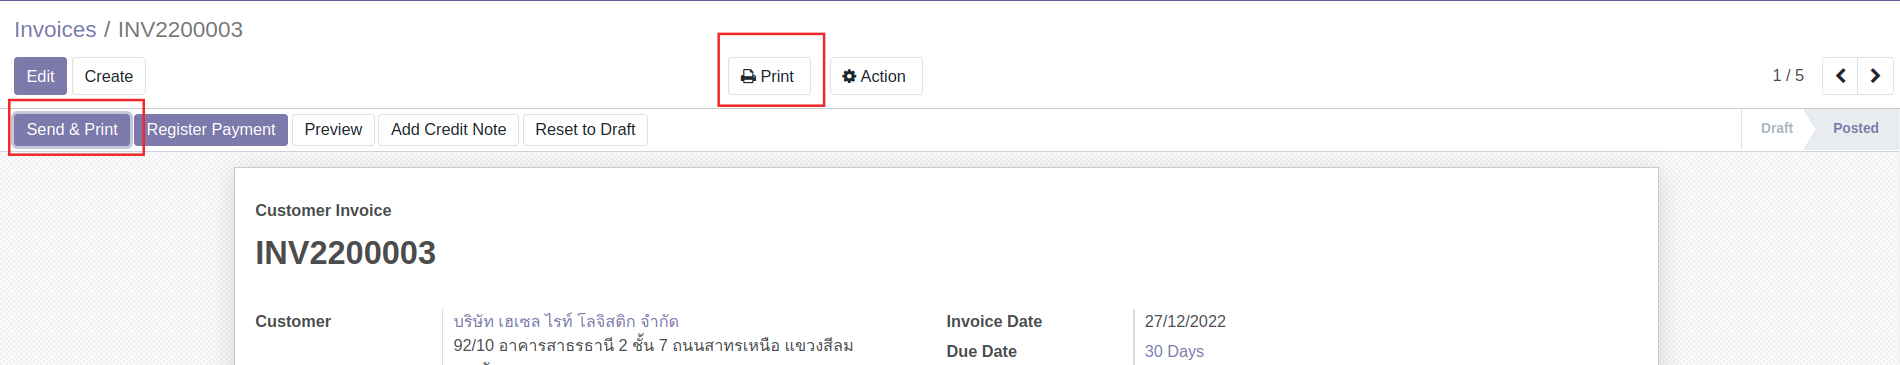 Invoices / INV2200003
Edit Create Print Action 1 / 5
Send & Print Register Payment Preview Add Credit Note Reset to Draft Draft Posted
Customer Invoice
INV2200003
Customer บริษัท เฮเซล ไรท์ โลจิสติก จำกัด Invoice Date 27/12/2022
92/10 อาคารสาธรธานี 2 ชั้น 7 ถนนสาทรเหนือ แขวงสีลม Due Date 30 Days